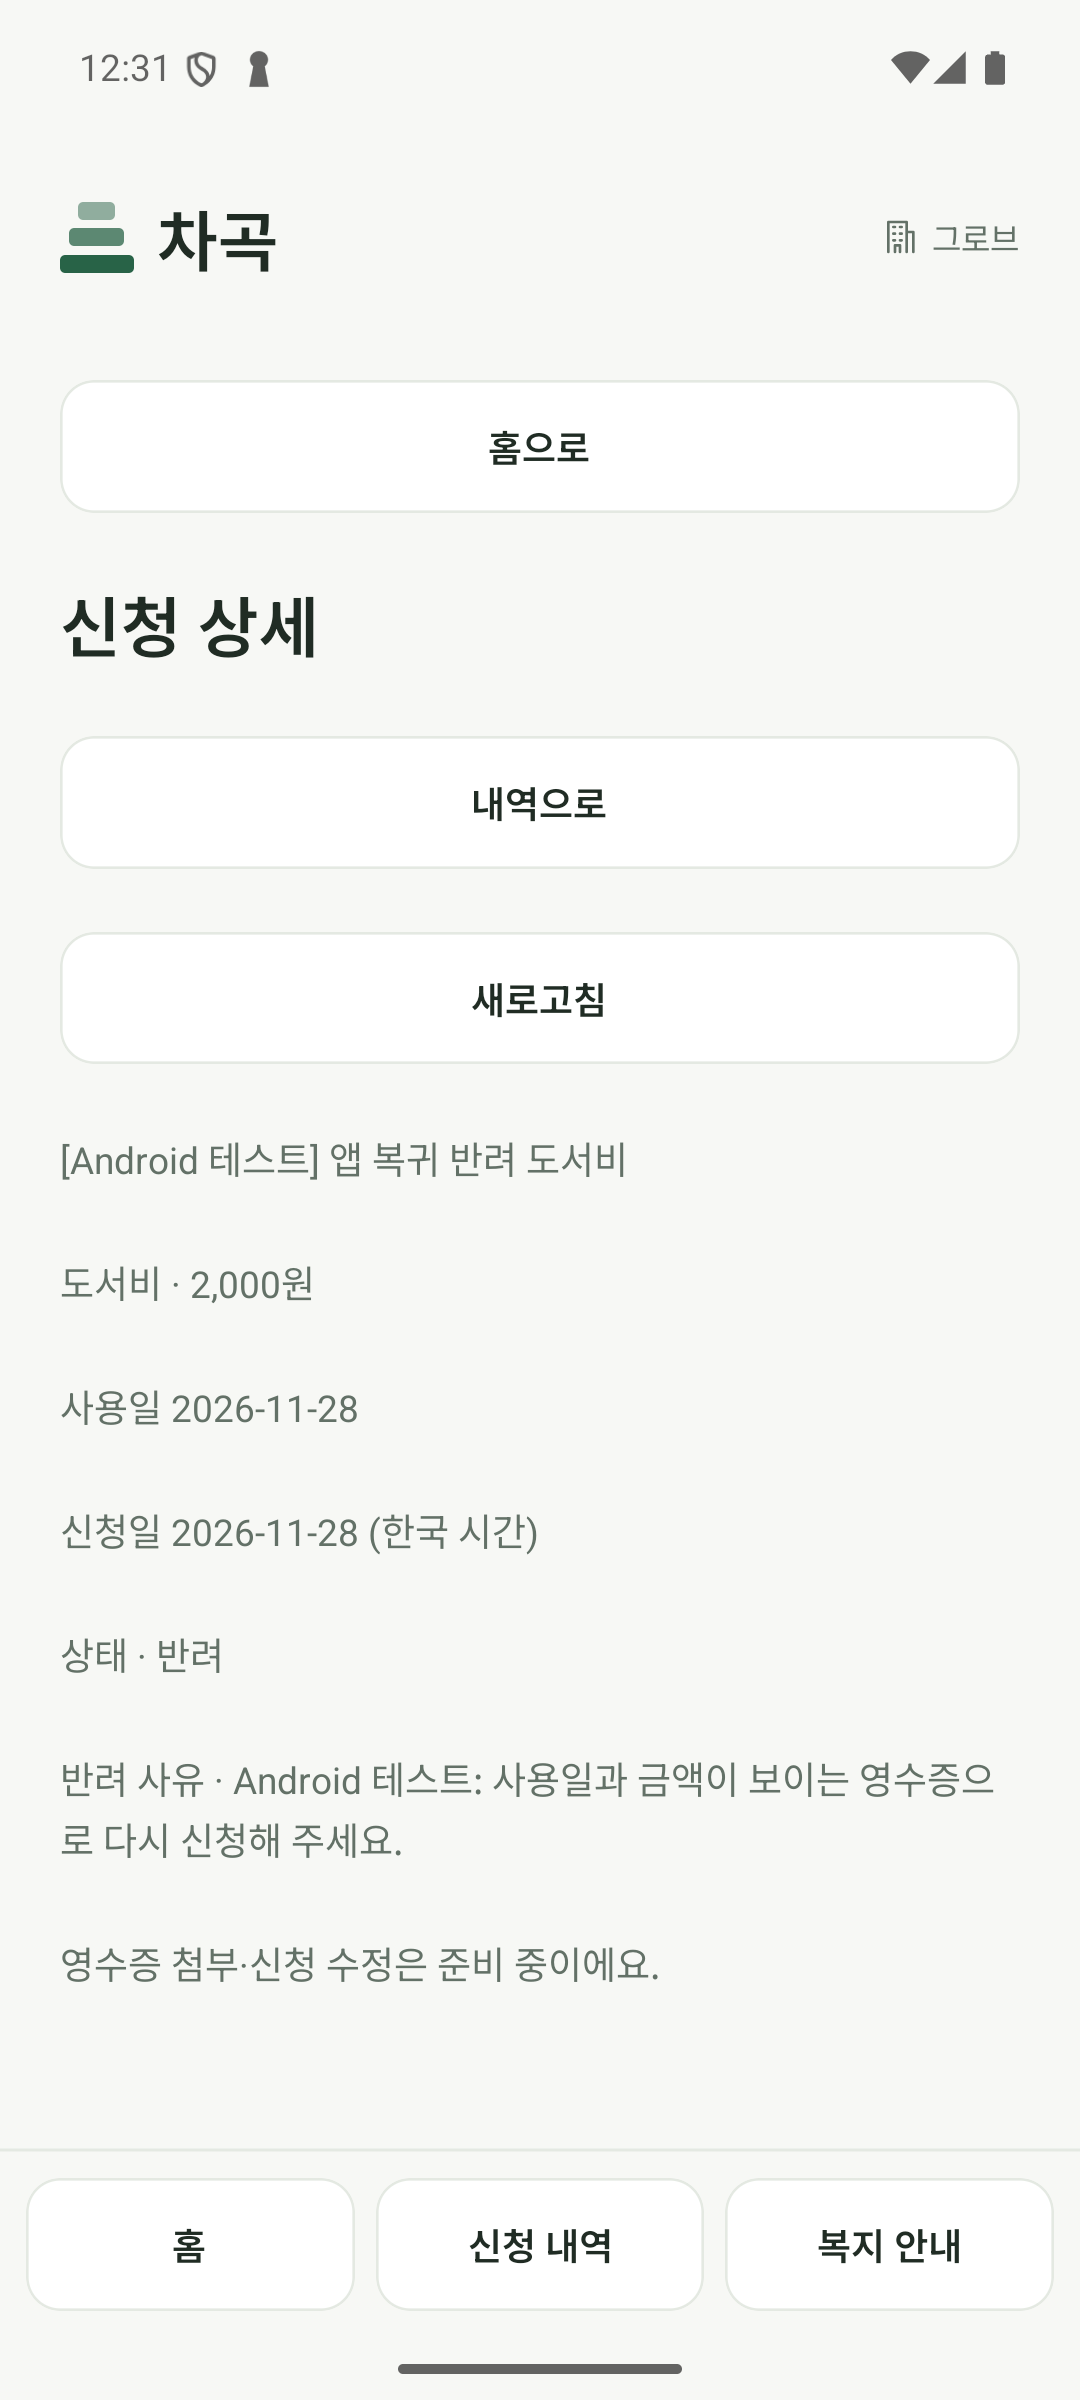 12:31
차곡
그로브
홈으로
신청 상세
내역으로
새로고침
[Android 테스트] 앱 복귀 반려 도서비
도서비 · 2,000원
사용일 2026-11-28
신청일 2026-11-28 (한국 시간)
상태 · 반려
반려 사유 · Android 테스트: 사용일과 금액이 보이는 영수증으
로 다시 신청해 주세요.
영수증 첨부·신청 수정은 준비 중이에요.
홈
신청 내역
복지 안내